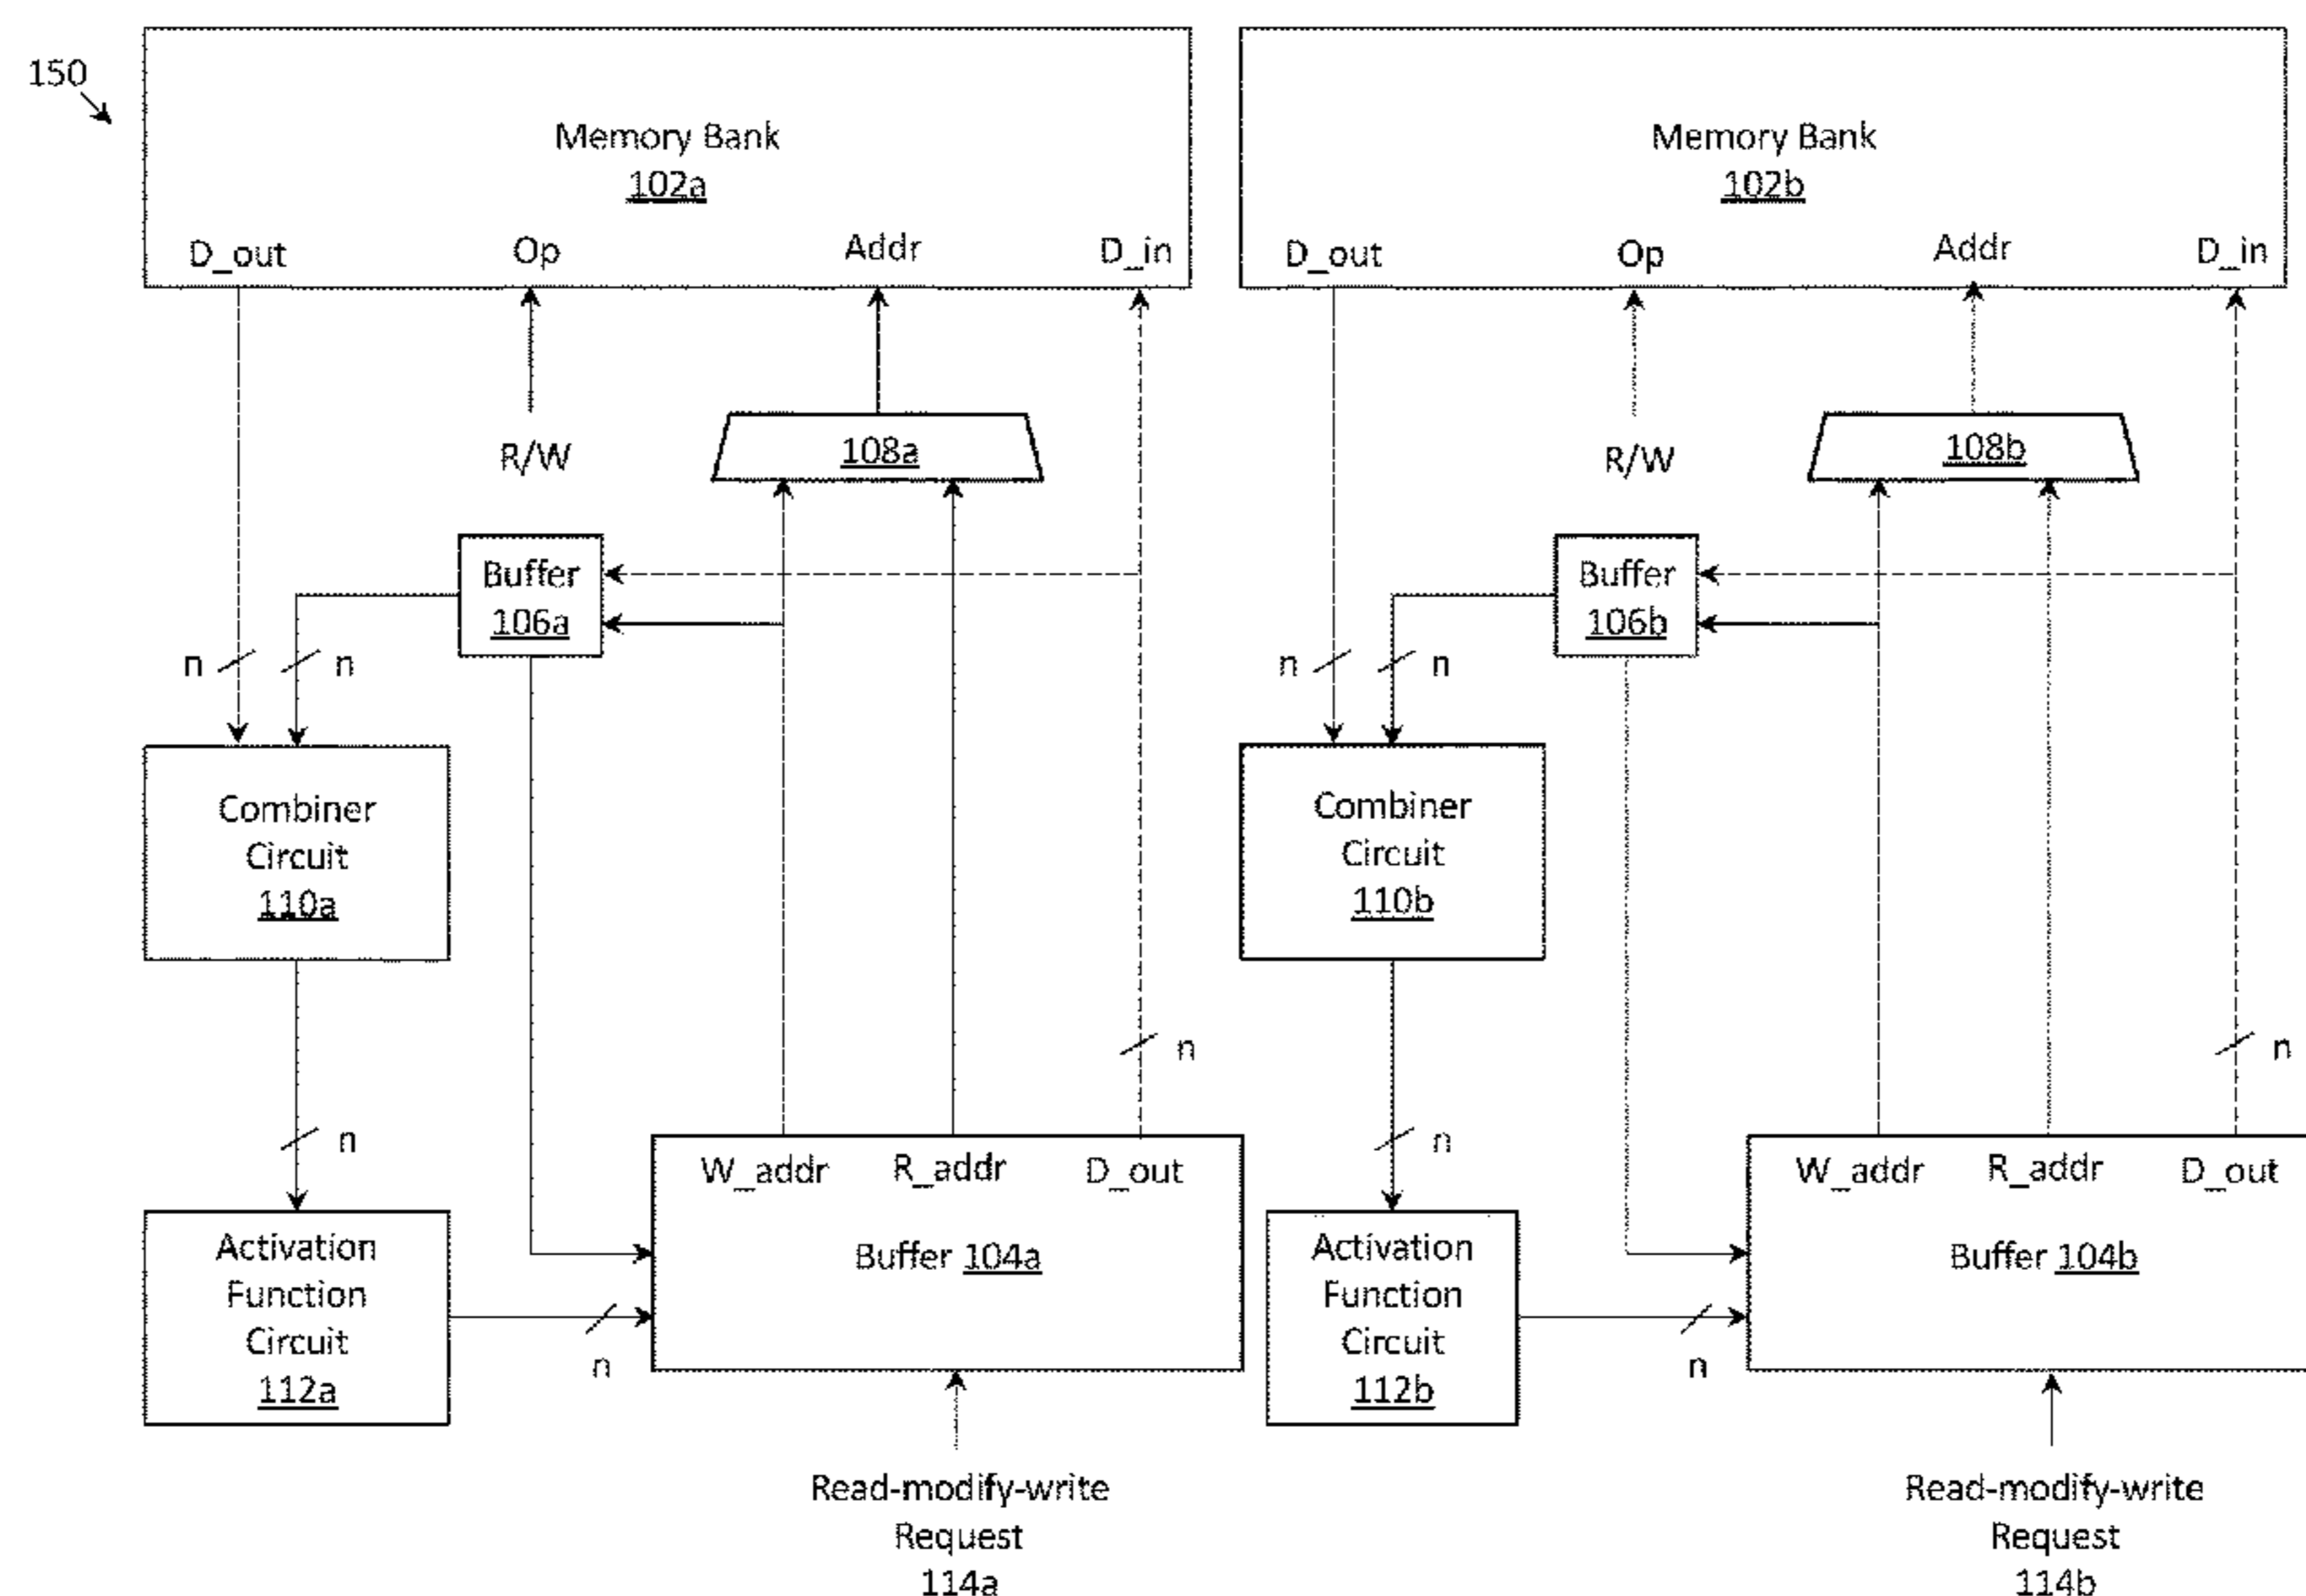 150
Memory Bank
102a
D_out
Op
Addr
D_in
Memory Bank
102b
D_out
Op
Addr
D_in
R/W
108a
R/W
108b
Buffer
106a
Buffer
106b
n
n
n
n
Combiner
Circuit
110a
Combiner
Circuit
110b
n
n
n
n
W_addr
R_addr
D_out
Buffer 104a
W_addr
R_addr
D_out
Buffer 104b
Activation
Function
Circuit
112a
Activation
Function
Circuit
112b
n
n
Read-modify-write
Request
114a
Read-modify-write
Request
114b